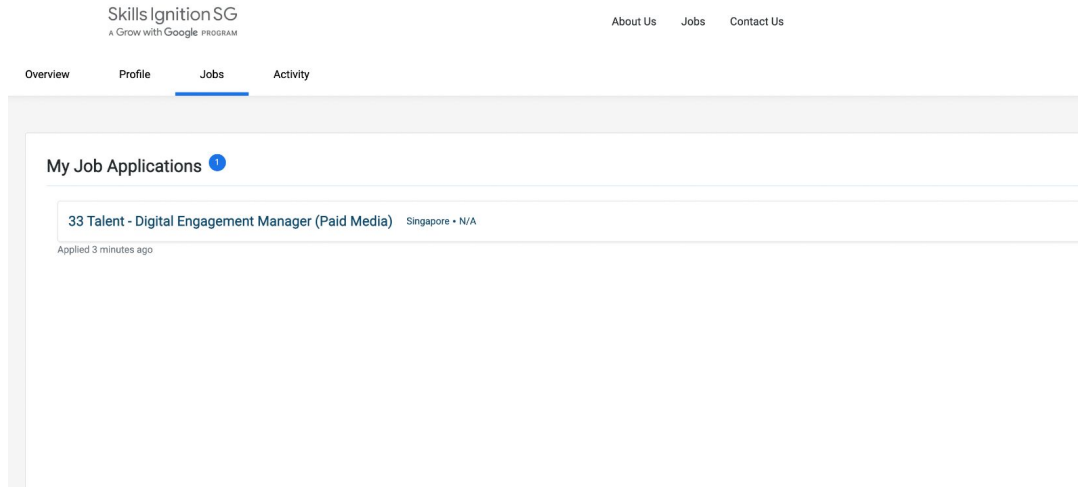 Skills Ignition SG
A Grow with Google PROGRAM
About Us Jobs Contact Us
Overview Profile Jobs Activity
My Job Applications 1
33 Talent - Digital Engagement Manager (Paid Media) Singapore • N/A
Applied 3 minutes ago